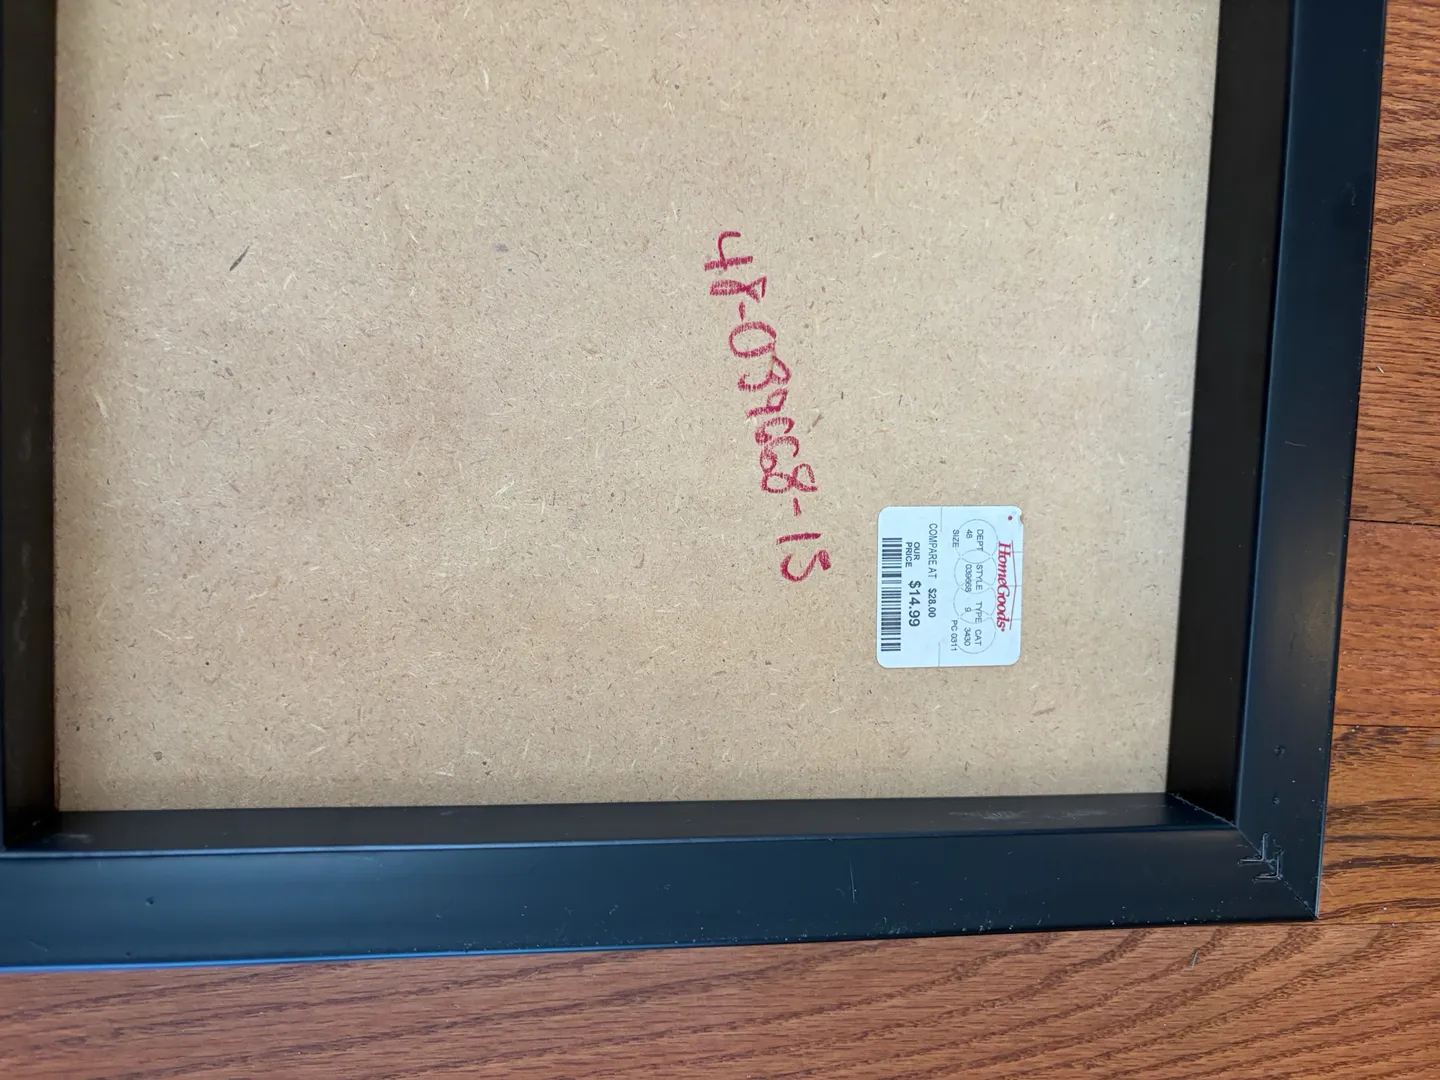 48-039668-15
HomeGoods
DEPT STYLE TYPE CAT
48 039668 9 3430
SIZE PC 0311
COMPARE AT $28.00
OUR PRICE $14.99